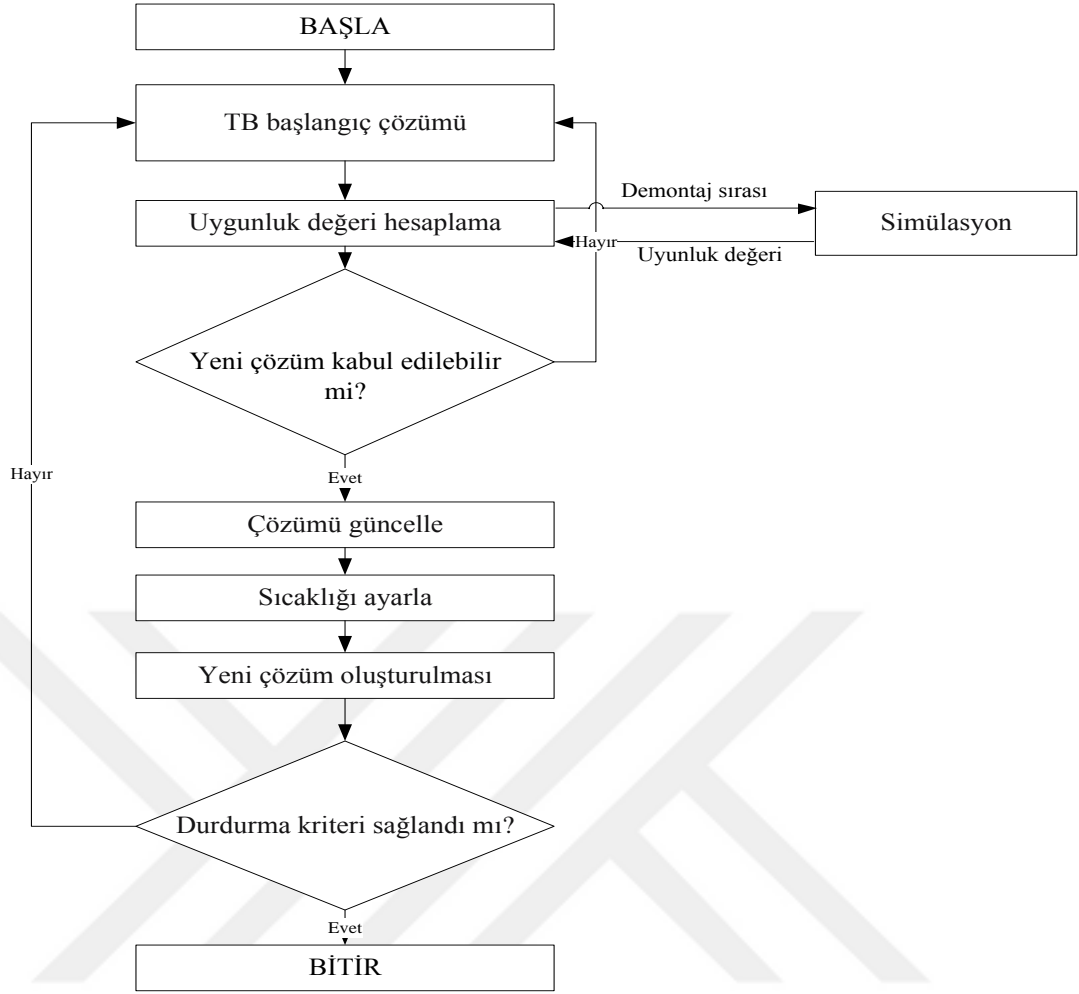 BAŞLA
TB başlangıç çözümü
Demontaj sırası
Uygunluk değeri hesaplama
Simülasyon
Hayır
Uyunluk değeri
Yeni çözüm kabul edilebilir
mi?
Hayır
Evet
Çözümü güncelle
Sıcaklığı ayarla
Yeni çözüm oluşturulması
Durdurma kriteri sağlandı mı?
Evet
BİTİR